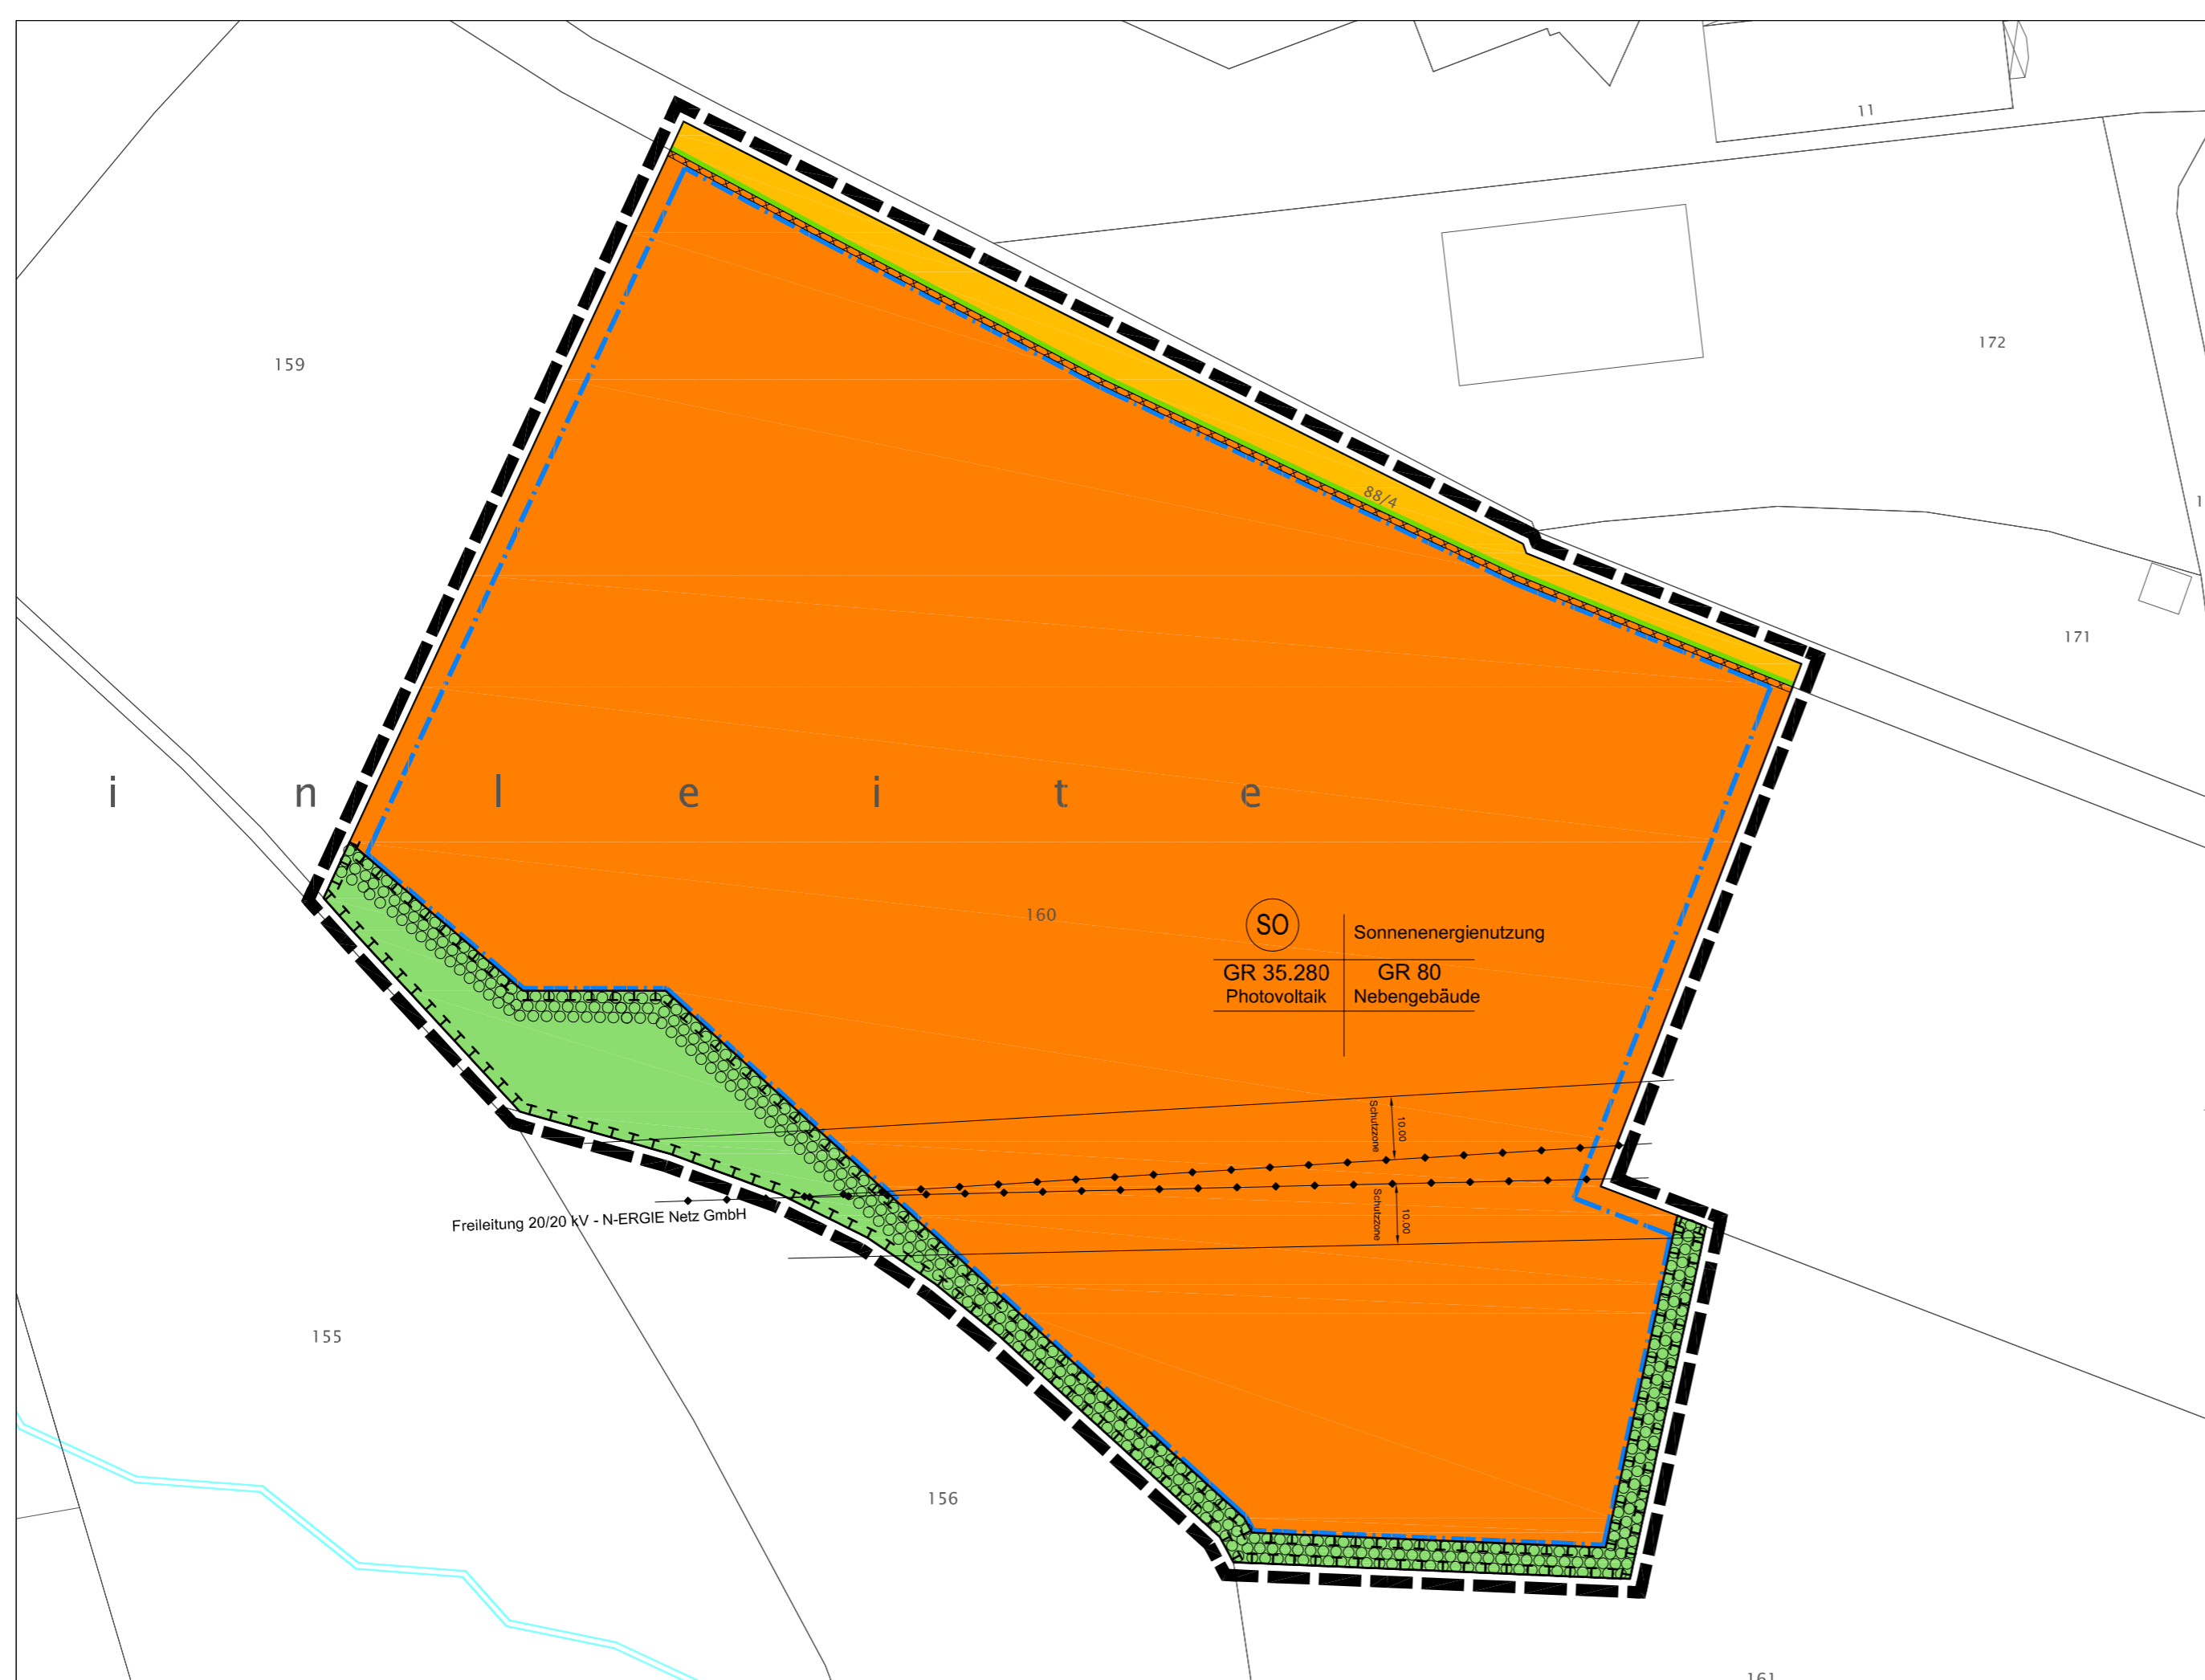 11
172
159
88/4
171
i n l e i t e
160
SO
Sonnenenergienutzung
GR 35.280
GR 80
Photovoltaik
Nebengebäude
Schutzzone
10.00
Schutzzone
10.00
Freileitung 20/20 kV - N-ERGIE Netz GmbH
155
156
161